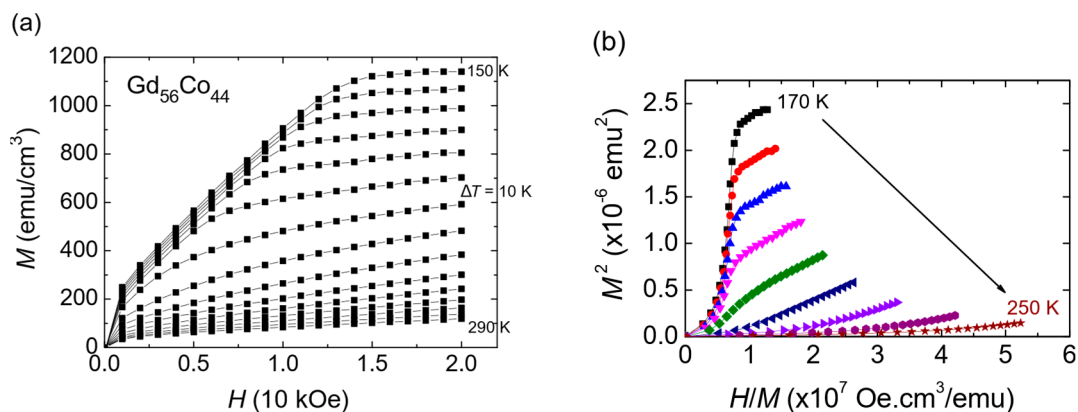 (a)
1200
1000
800
600
400
200
0
M (emu/cm³)
Gd₅₆Co₄₄
150 K
ΔT = 10 K
290 K
0.0 0.5 1.0 1.5 2.0
H (10 kOe)
(b)
2.5
2.0
1.5
1.0
0.5
0.0
M² (x10⁻⁶ emu²)
170 K
250 K
0 1 2 3 4 5 6
H/M (x10⁷ Oe.cm³/emu)